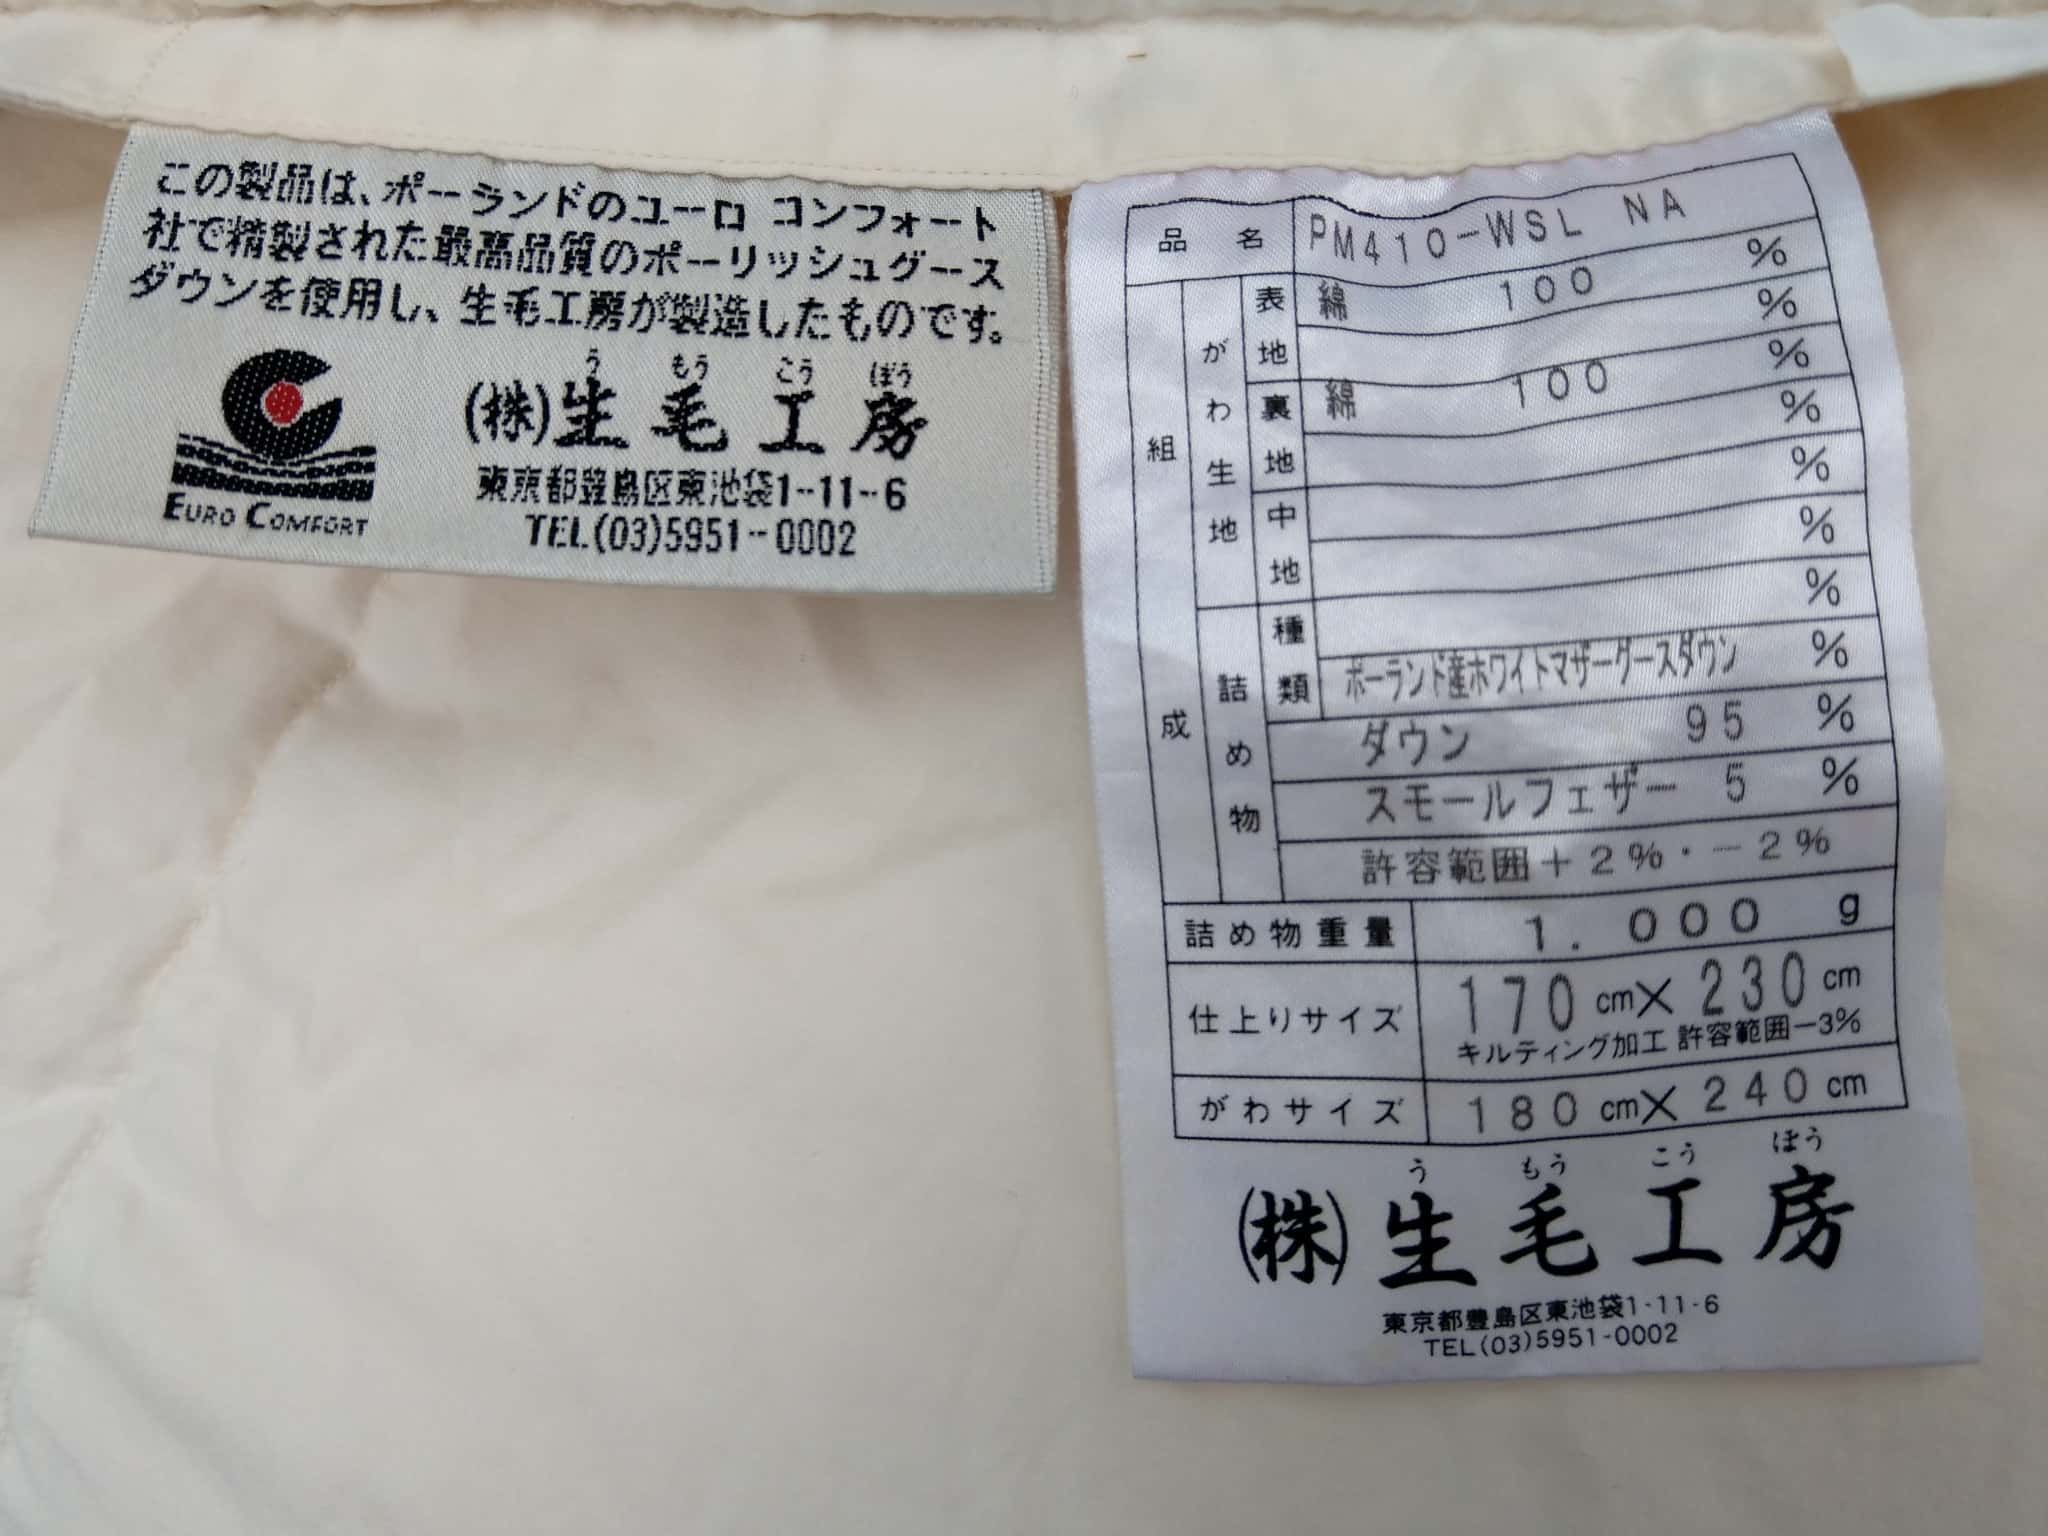 この製品は、ポーランドのユーロ コンフォート
社で精製された最高品質のポーリッシュグース
ダウンを使用し、生毛工房が製造したものです。
う もう こう ぼう
(株)生毛工房
東京都豊島区東池袋1-11-6
TEL(03)5951-0002
EURO COMFORT
品名 PM410-WSL NA
組成 がわ生地 表地 綿 100 %
%
裏地 綿 100 %
%
%
中地 %
%
詰め物 種類 ポーランド産ホワイトマザーグースダウン %
ダウン 95 %
スモールフェザー 5 %
許容範囲+2%・-2%
詰め物重量 1.000 g
仕上りサイズ 170 cm× 230 cm
キルティング加工 許容範囲-3%
がわサイズ 180 cm× 240 cm
う もう こう ぼう
(株)生毛工房
東京都豊島区東池袋1-11-6
TEL(03)5951-0002